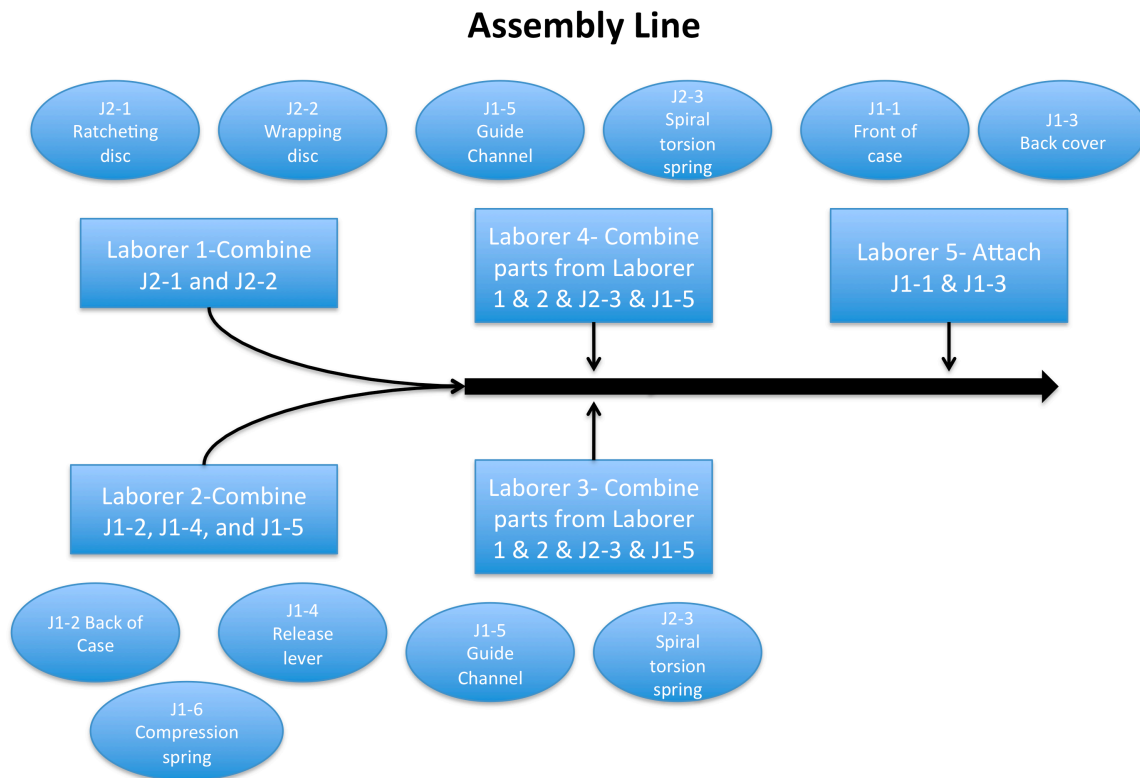 Assembly Line
J2-1
Ratcheting
disc
J2-2
Wrapping
disc
J1-5
Guide
Channel
J2-3
Spiral
torsion
spring
J1-1
Front of
case
J1-3
Back cover
Laborer 1-Combine
J2-1 and J2-2
Laborer 4- Combine
parts from Laborer
1 & 2 & J2-3 & J1-5
Laborer 5- Attach
J1-1 & J1-3
Laborer 2-Combine
J1-2, J1-4, and J1-5
Laborer 3- Combine
parts from Laborer
1 & 2 & J2-3 & J1-5
J1-2 Back of
Case
J1-4
Release
lever
J1-5
Guide
Channel
J2-3
Spiral
torsion
spring
J1-6
Compression
spring